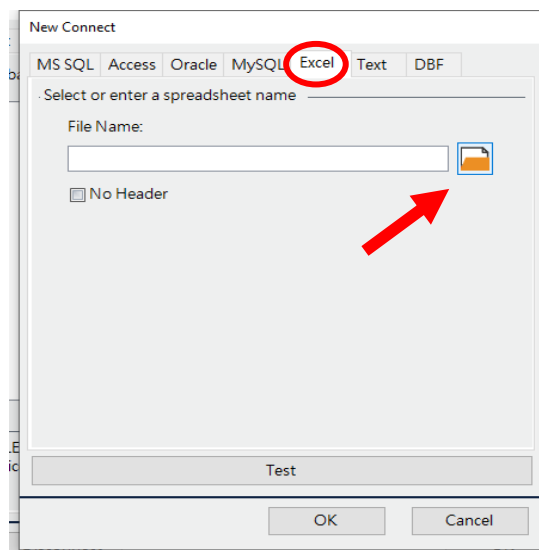 New Connect
MS SQL Access Oracle MySQL Excel Text DBF
Select or enter a spreadsheet name
File Name:
No Header
Test
OK Cancel